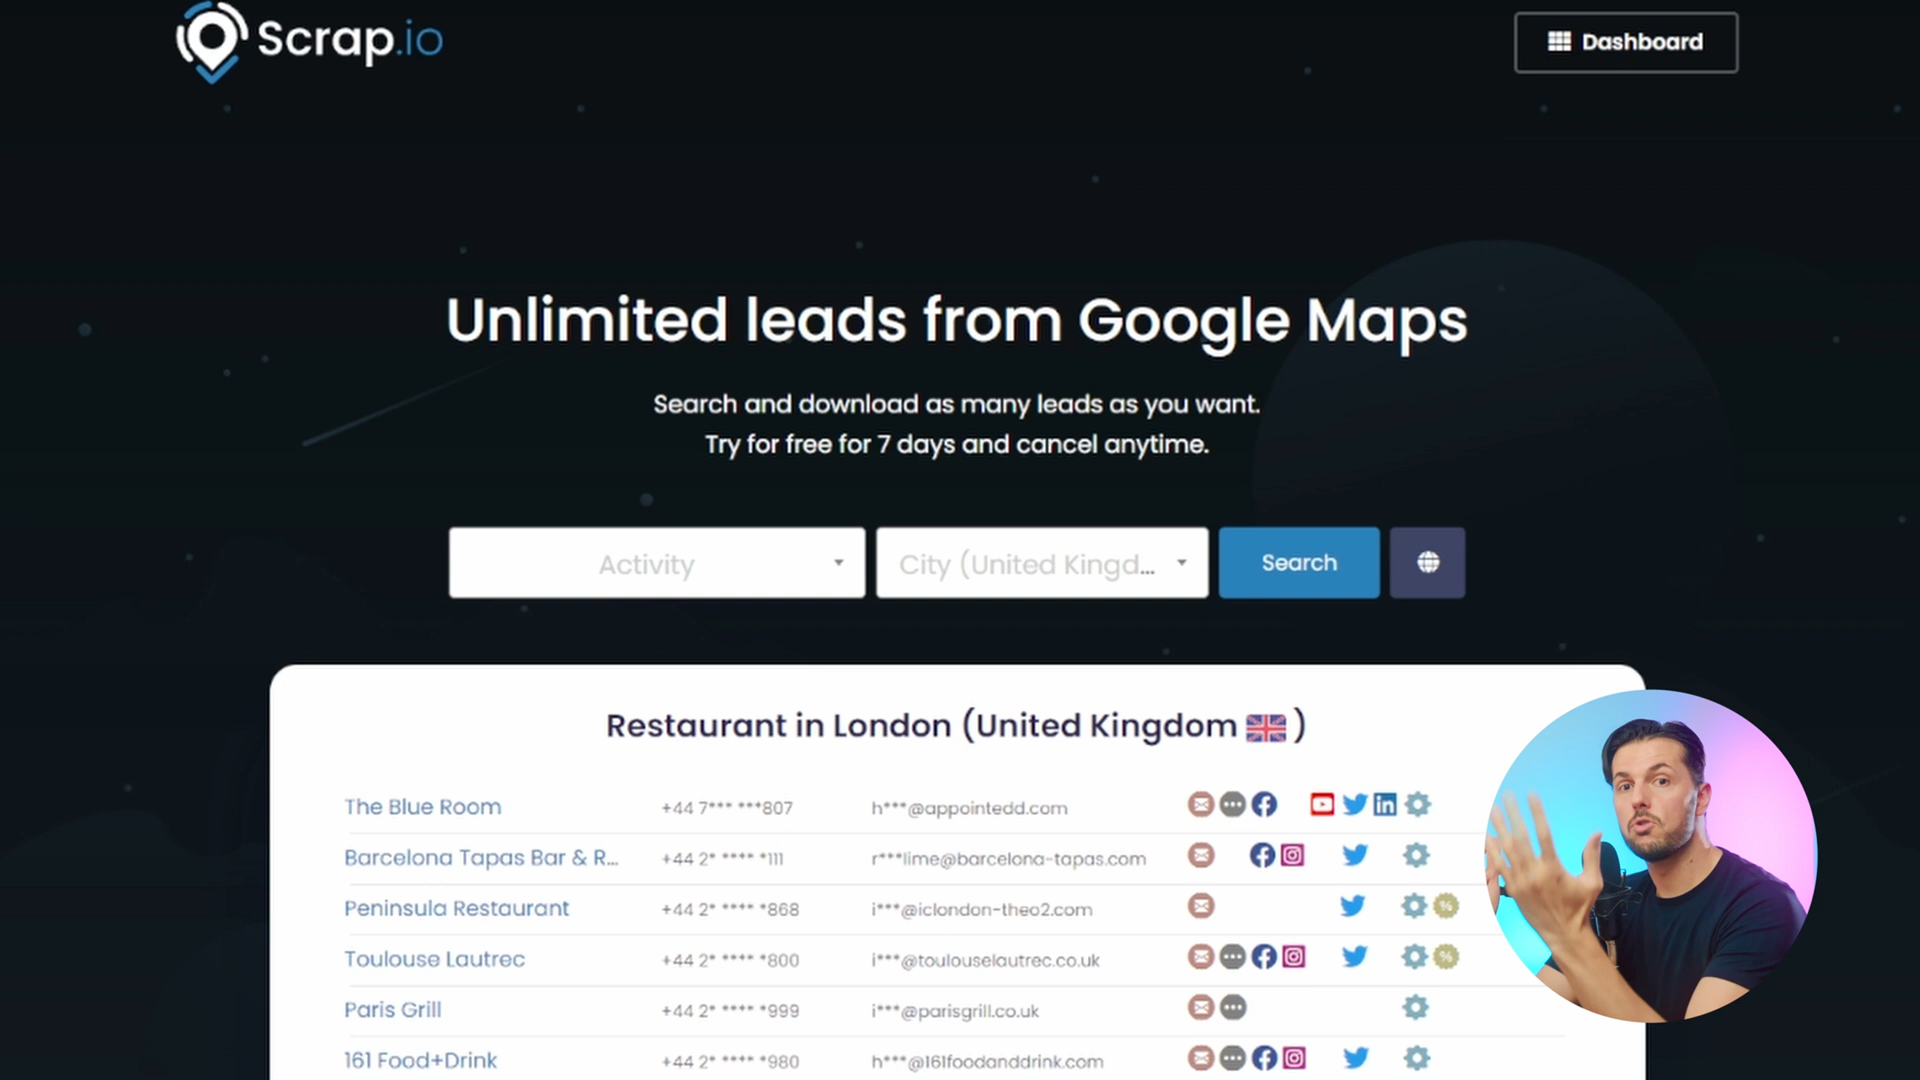 Scrap.io
Dashboard
Unlimited leads from Google Maps
Search and download as many leads as you want.
Try for free for 7 days and cancel anytime.
Activity
City (United Kingd...
Search
Restaurant in London (United Kingdom 🇬🇧 )
The Blue Room +44 7*** ***807 h***@appointedd.com
Barcelona Tapas Bar & R... +44 2* **** *111 r***lime@barcelona-tapas.com
Peninsula Restaurant +44 2* **** *868 i***@iclondon-theo2.com
Toulouse Lautrec +44 2* **** *800 i***@toulouselautrec.co.uk
Paris Grill +44 2* **** *999 i***@parisgrill.co.uk
161 Food+Drink +44 2* **** *980 h***@161foodanddrink.com